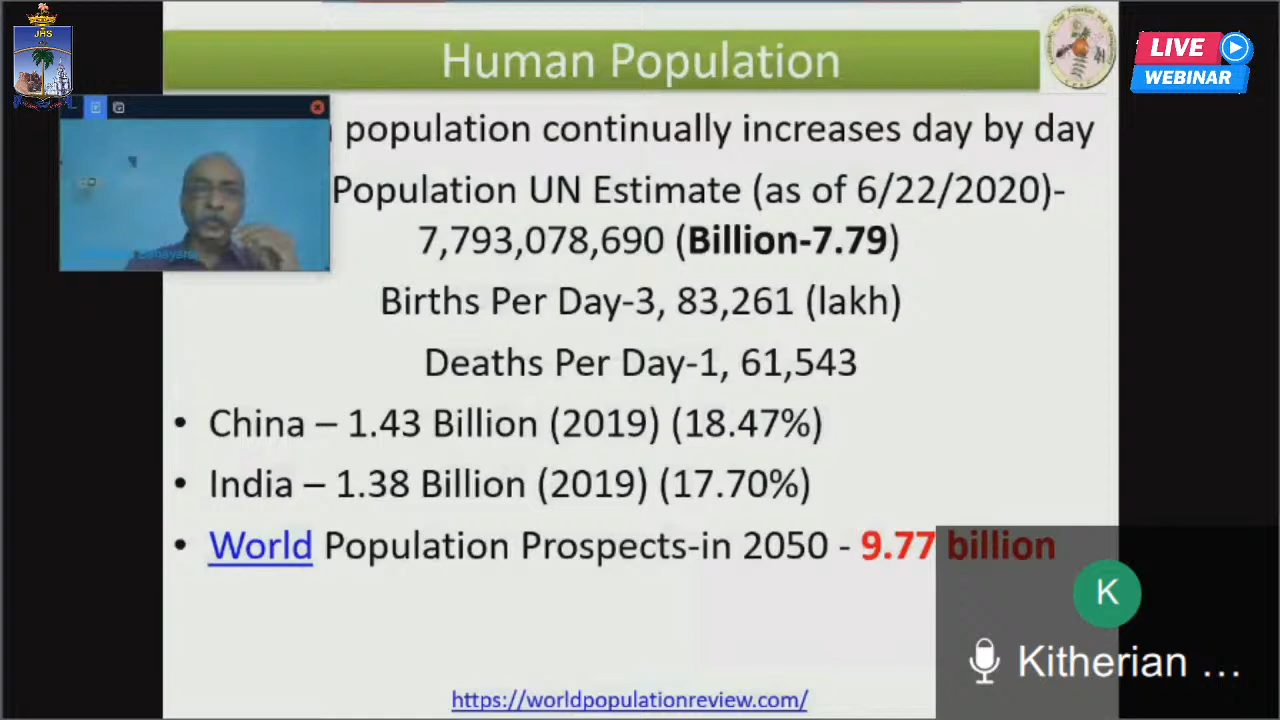 JHS
Human Population
LIVE
WEBINAR
population continually increases day by day
Population UN Estimate (as of 6/22/2020)-
7,793,078,690 (Billion-7.79)
Births Per Day-3, 83,261 (lakh)
Deaths Per Day-1, 61,543
• China – 1.43 Billion (2019) (18.47%)
• India – 1.38 Billion (2019) (17.70%)
• World Population Prospects-in 2050 - 9.77 billion
K
Kitherian ...
https://worldpopulationreview.com/